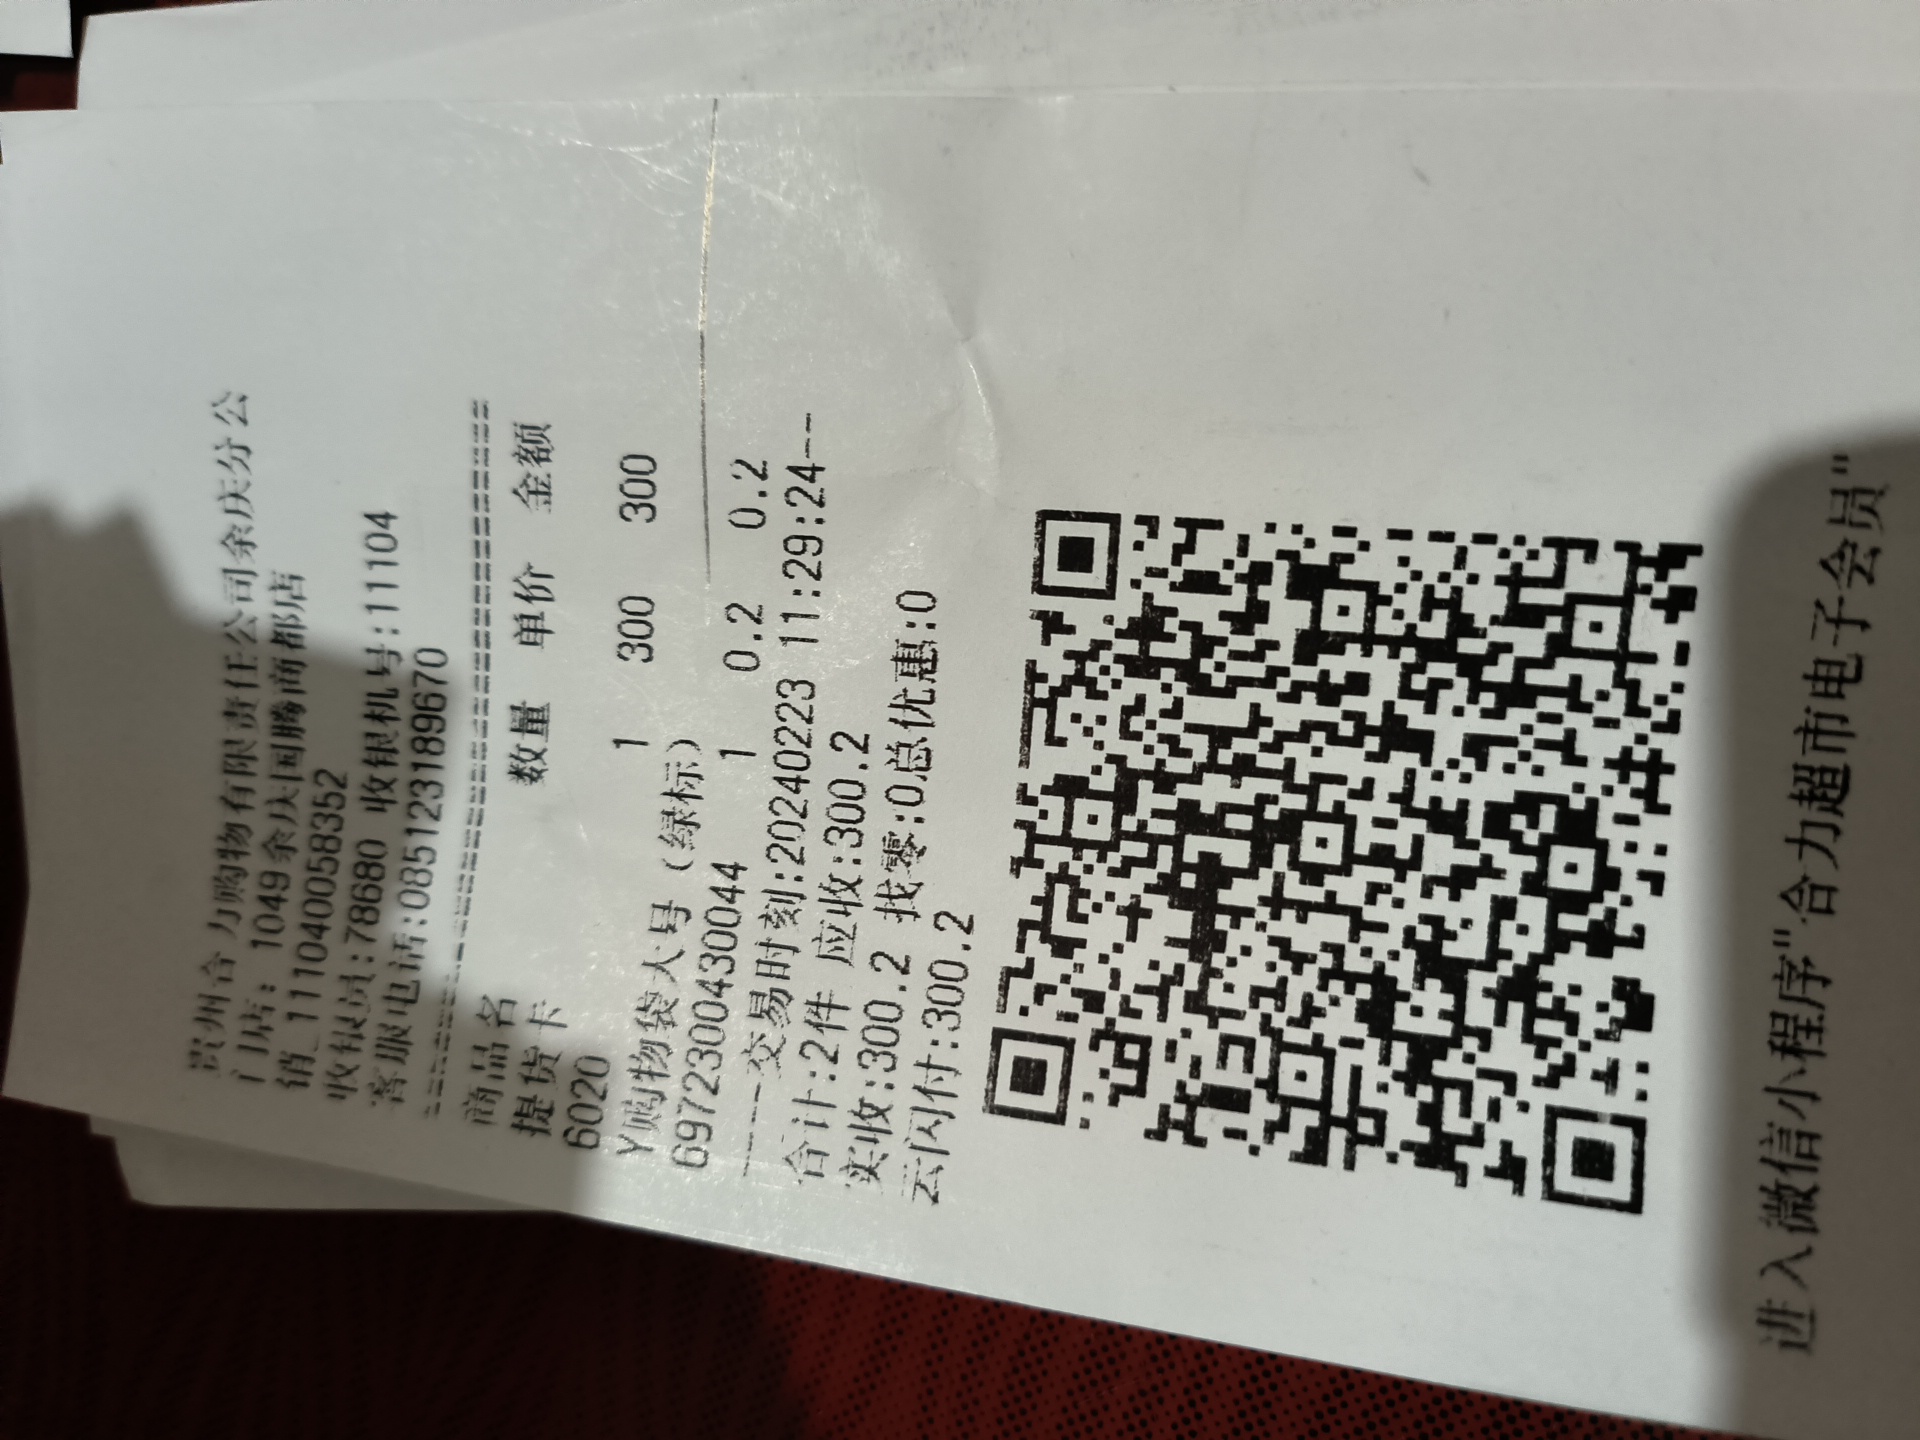 贵州合力购物有限责任公司余庆分公
门店: 1049余庆国腾商都店
销_111040058352
收银员:78680 收银机号:11104
客服电话:085123189670
商品名 数量 单价 金额
提货卡
6020 1 300 300
Y购物袋大号（绿标）
6972300430044 1 0.2 0.2
----交易时刻:20240223 11:29:24--
合计:2件 应收:300.2
实收:300.2 找零:0总优惠:0
云闪付:300.2
进入微信小程序"合力超市电子会员"